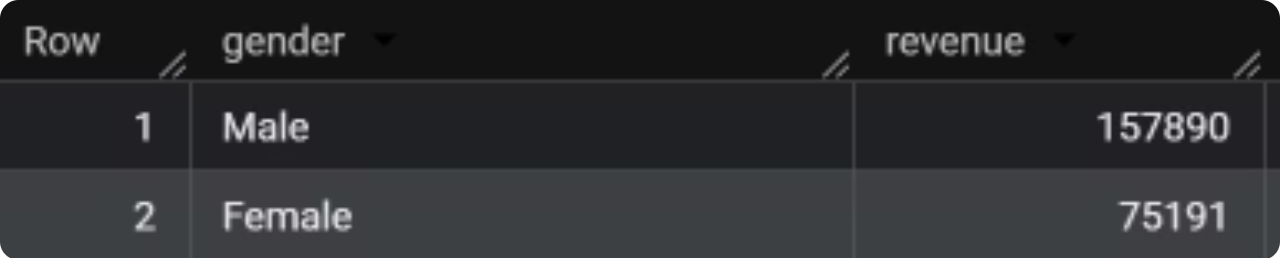 Row gender revenue
1 Male 157890
2 Female 75191